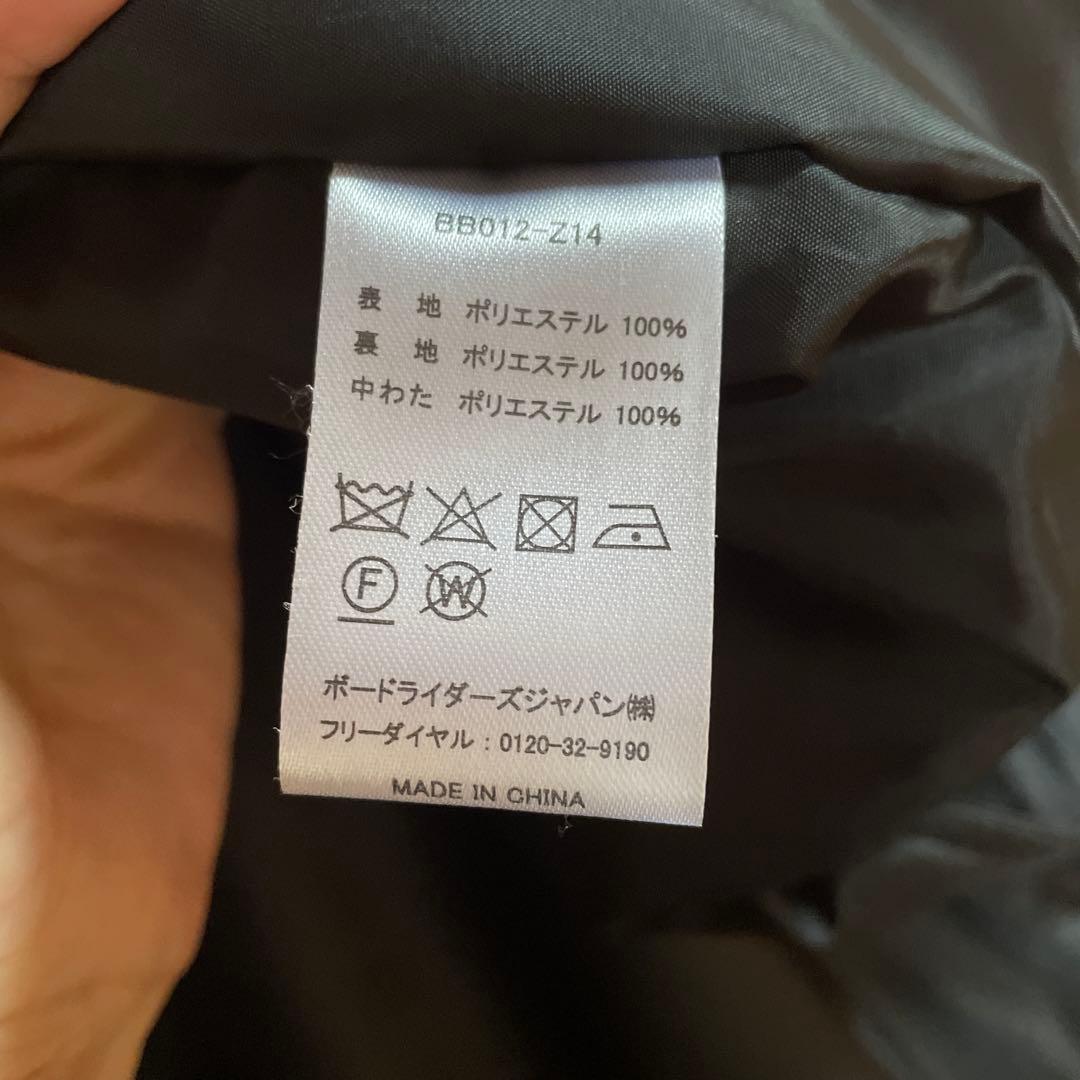 BB012-Z14
表 地 ポリエステル 100%
裏 地 ポリエステル 100%
中わた ポリエステル 100%
F W
ボードライダーズジャパン㈱
フリーダイヤル : 0120-32-9190
MADE IN CHINA